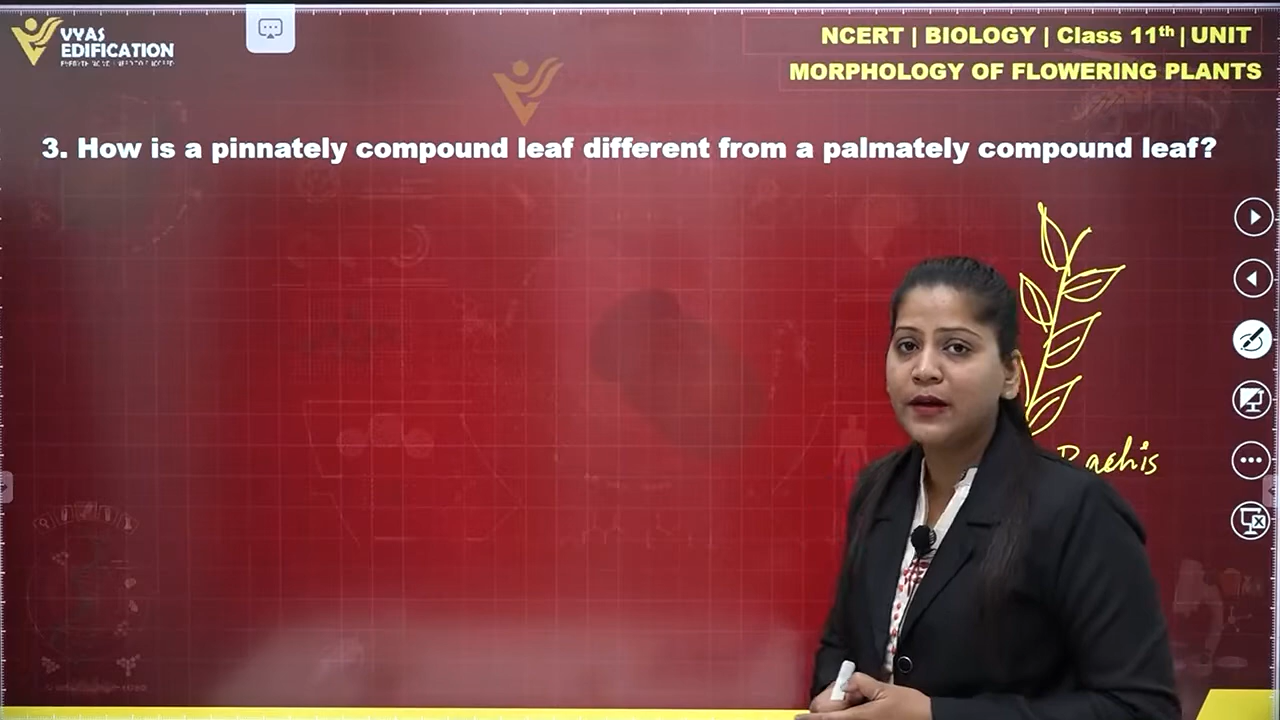 VYAS
EDIFICATION
NCERT | BIOLOGY | Class 11th | UNIT
MORPHOLOGY OF FLOWERING PLANTS
3. How is a pinnately compound leaf different from a palmately compound leaf?
Rachis